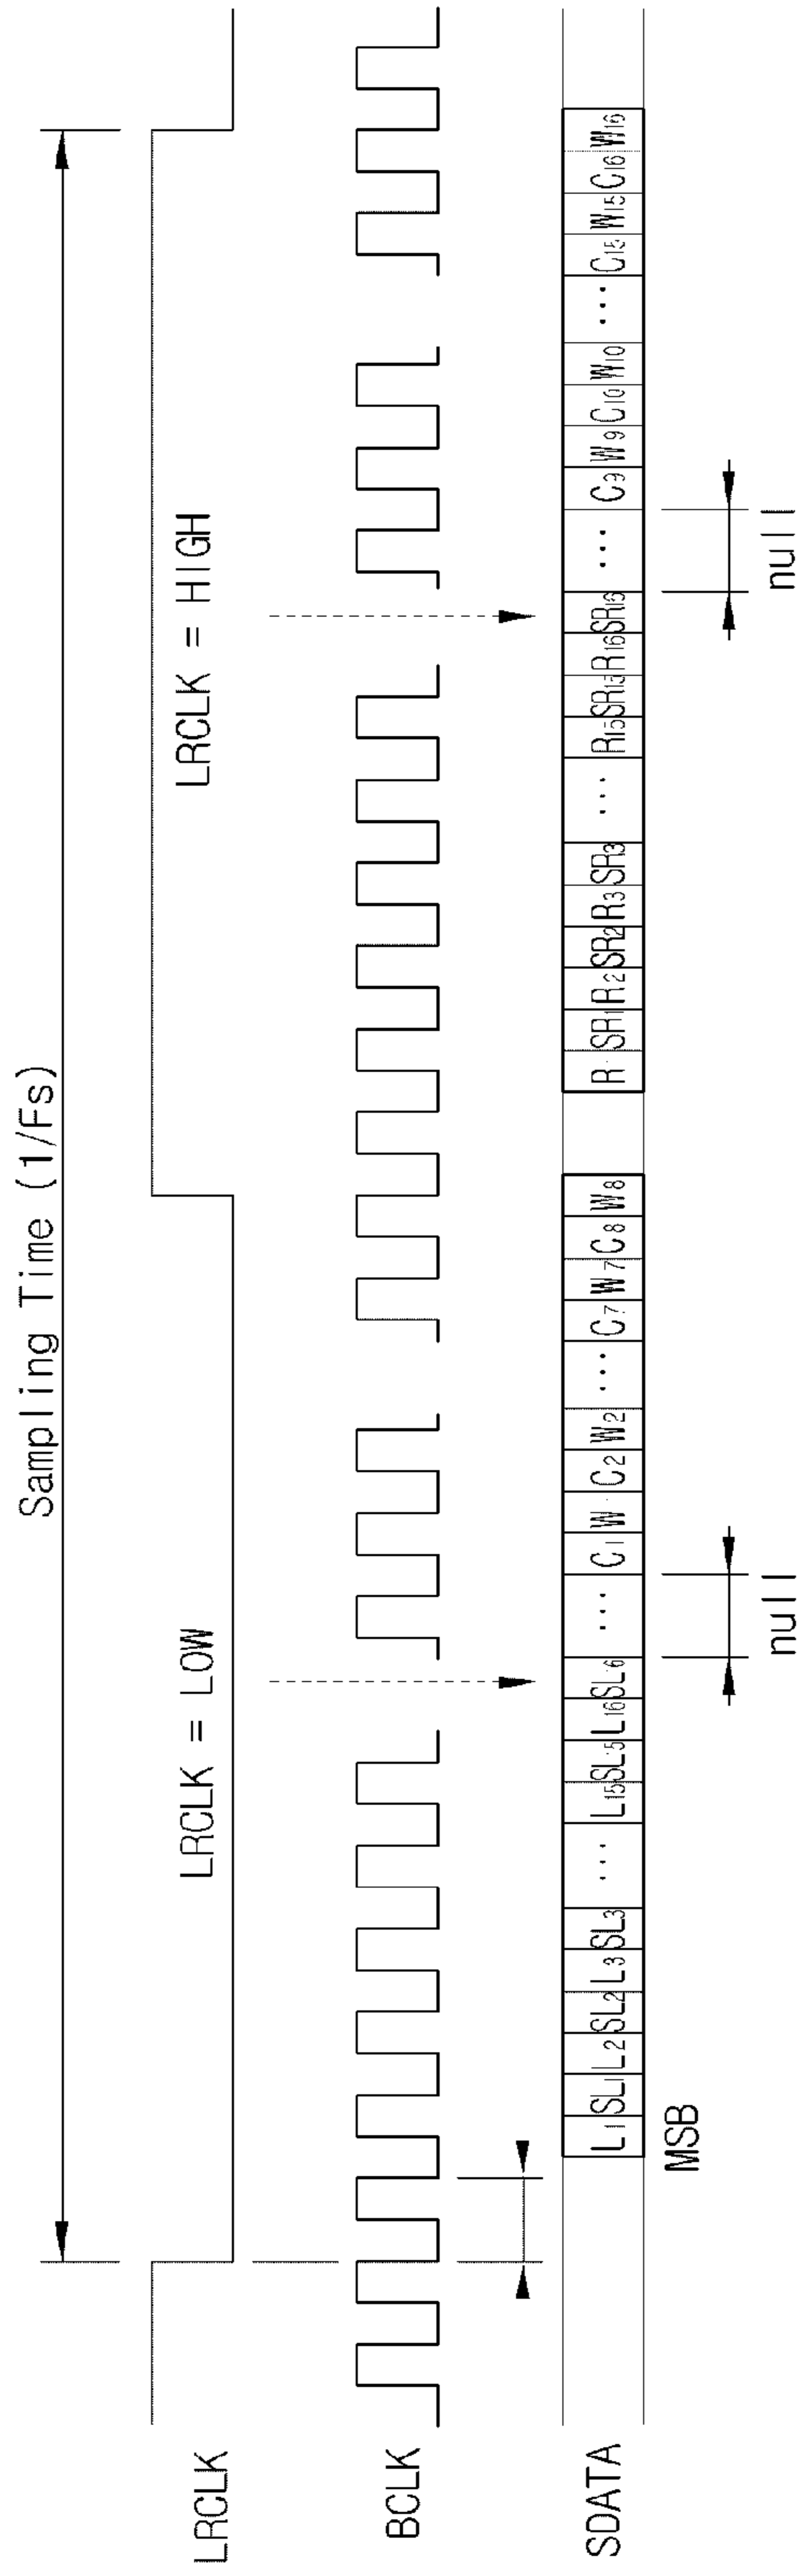 Sampling Time (1/Fs)
LRCLK
LRCLK = LOW
LRCLK = HIGH
BCLK
SDATA
L1 SL1 L2 SL2 L3 SL3 ... L15 SL15 L16 SL16 ... C1 W C2 W2 ... C7 W7 C8 W8
R SR1 R2 SR2 R3 SR3 ... R15 SR15 R16 SR16 ... C9 W9 C10 W10 ... C15 W15 C16 W16
MSB
null
null